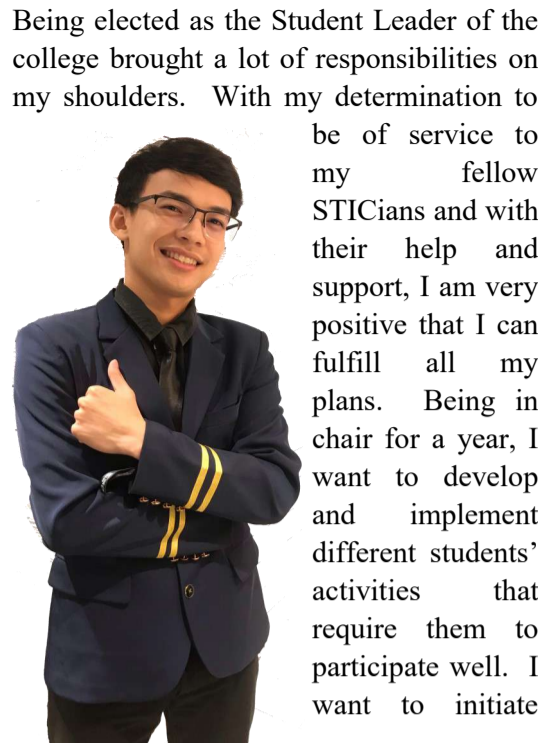 Being elected as the Student Leader of the
college brought a lot of responsibilities on
my shoulders. With my determination to
be of service to
my fellow
STICians and with
their help and
support, I am very
positive that I can
fulfill all my
plans. Being in
chair for a year, I
want to develop
and implement
different students’
activities that
require them to
participate well. I
want to initiate